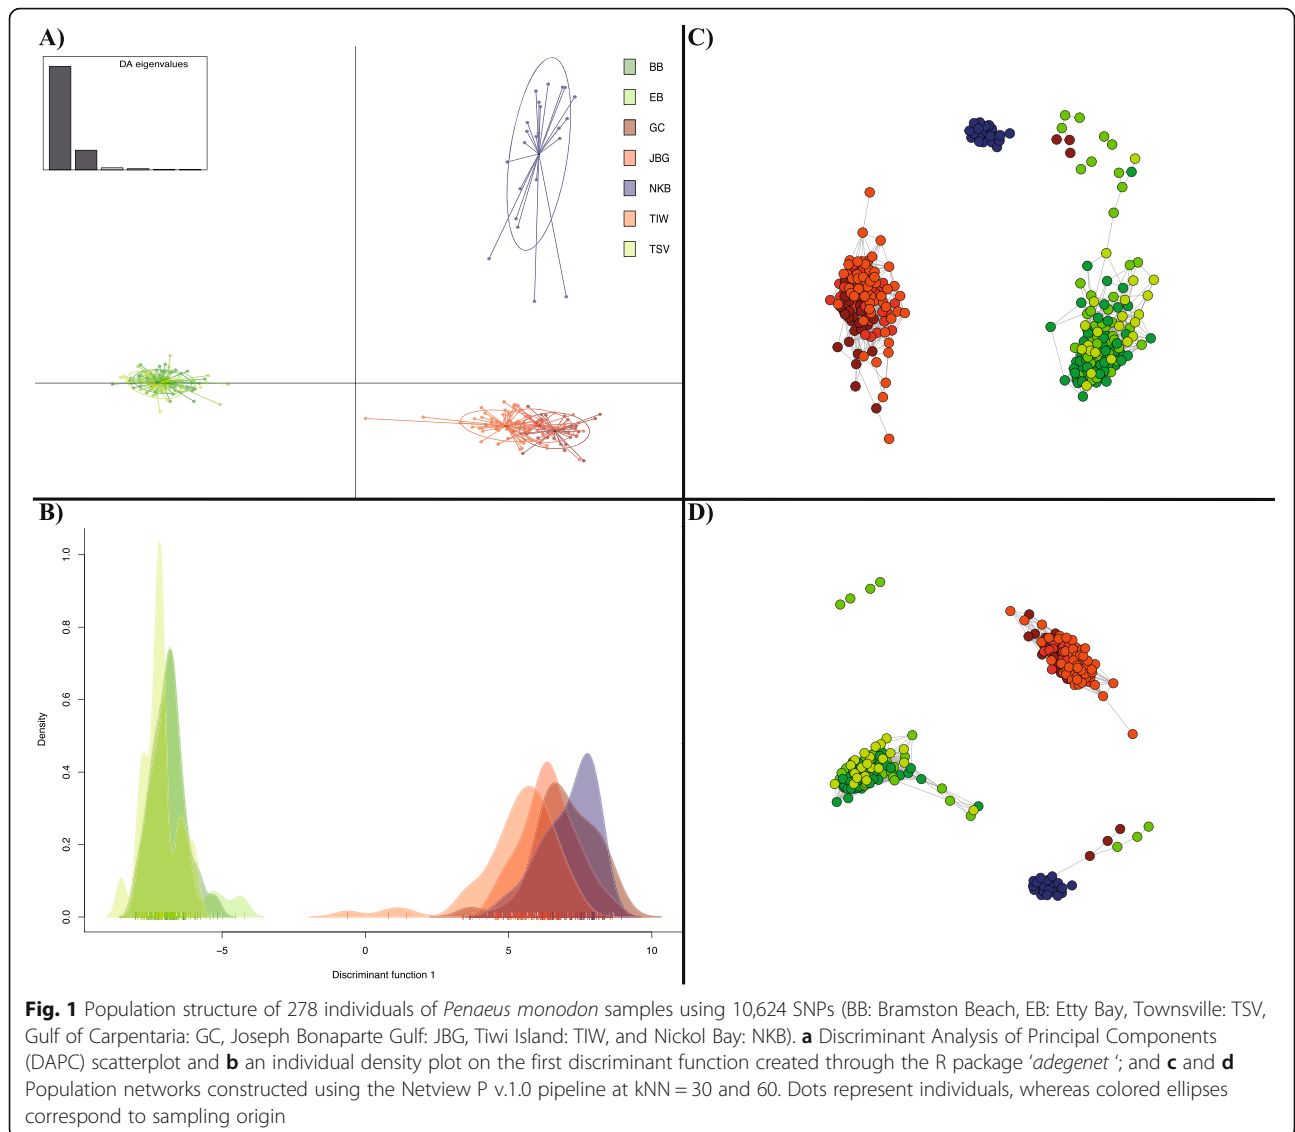 A)
DA eigenvalues
BB
EB
GC
JBG
NKB
TIW
TSV
C)
B)
1.0
0.8
0.6
0.4
0.2
0.0
Density
−5
0
5
10
Discriminant function 1
D)
Fig. 1 Population structure of 278 individuals of Penaeus monodon samples using 10,624 SNPs (BB: Bramston Beach, EB: Etty Bay, Townsville: TSV,
Gulf of Carpentaria: GC, Joseph Bonaparte Gulf: JBG, Tiwi Island: TIW, and Nickol Bay: NKB). a Discriminant Analysis of Principal Components
(DAPC) scatterplot and b an individual density plot on the first discriminant function created through the R package ‘adegenet ‘; and c and d
Population networks constructed using the Netview P v.1.0 pipeline at kNN = 30 and 60. Dots represent individuals, whereas colored ellipses
correspond to sampling origin